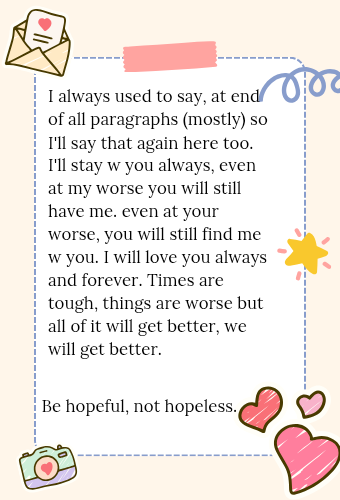 I always used to say, at end
of all paragraphs (mostly) so
I'll say that again here too.
I'll stay w you always, even
at my worse you will still
have me. even at your
worse, you will still find me
w you. I will love you always
and forever. Times are
tough, things are worse but
all of it will get better, we
will get better.
Be hopeful, not hopeless.